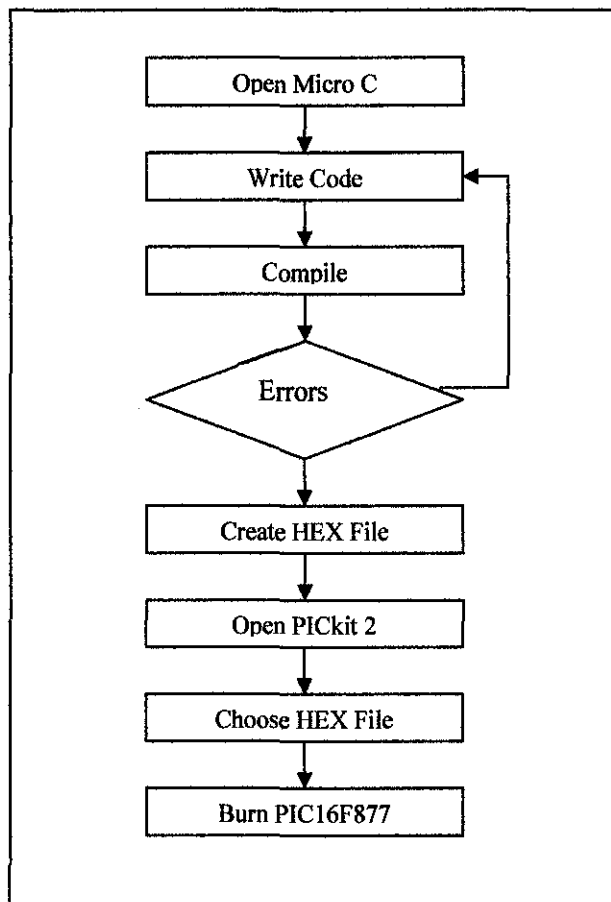 Open Micro C
Write Code
Compile
Errors
Create HEX File
Open PICkit 2
Choose HEX File
Burn PIC16F877